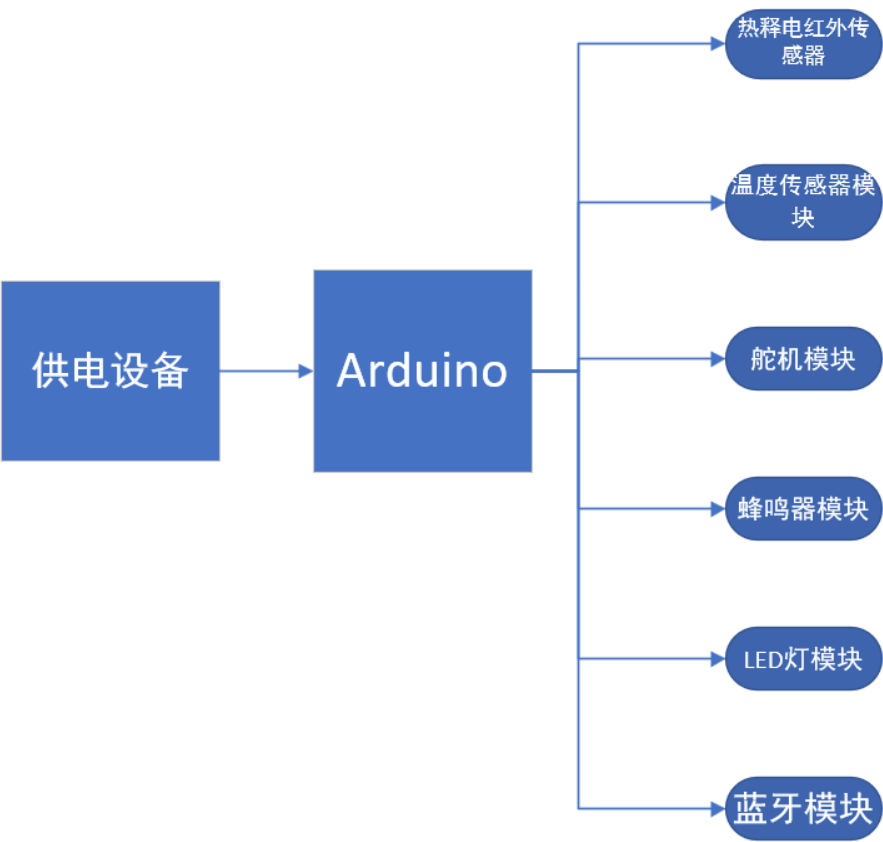 热释电红外传
感器
温度传感器模
块
供电设备
Arduino
舵机模块
蜂鸣器模块
LED灯模块
蓝牙模块